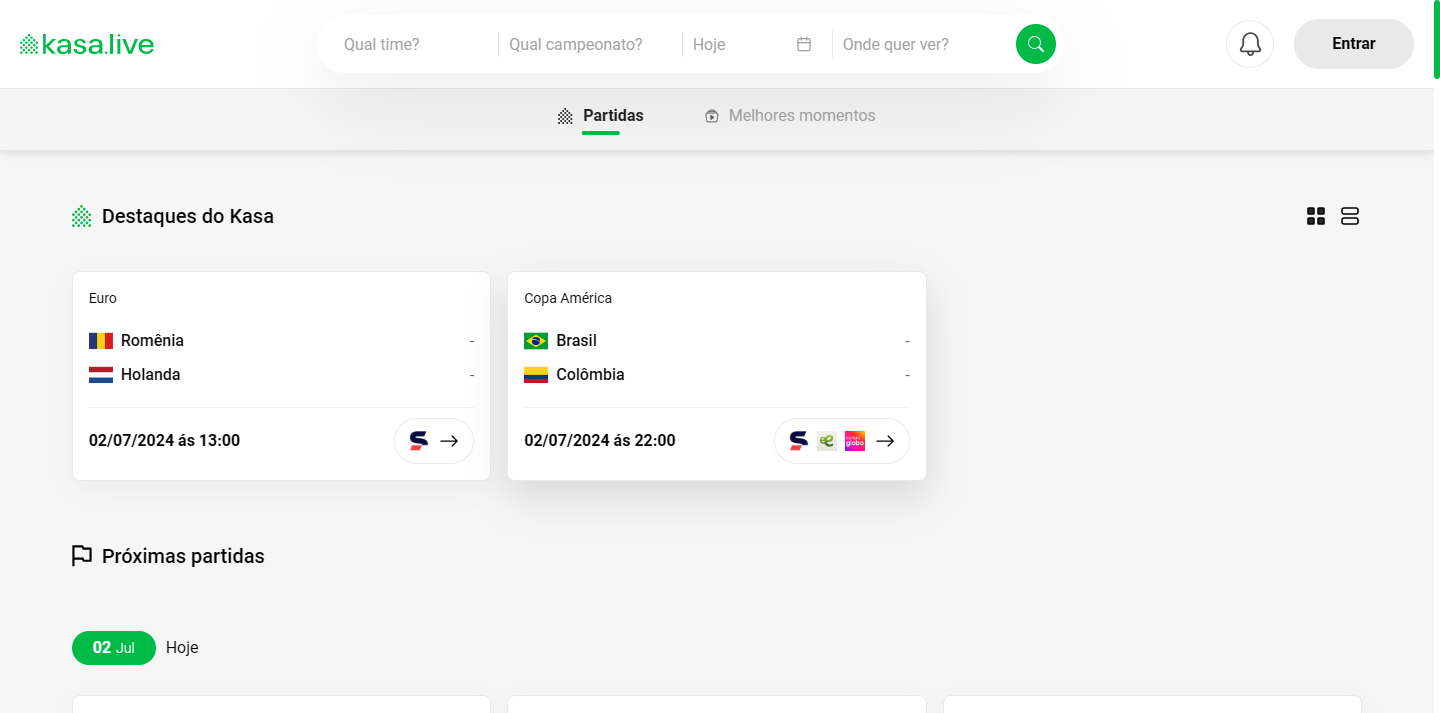 kasa.live
Qual time?
Qual campeonato?
Hoje
Onde quer ver?
Entrar
Partidas
Melhores momentos
Destaques do Kasa
Euro
Romênia -
Holanda -
02/07/2024 ás 13:00
Copa América
Brasil -
Colômbia -
02/07/2024 ás 22:00
globo
Próximas partidas
02 Jul
Hoje